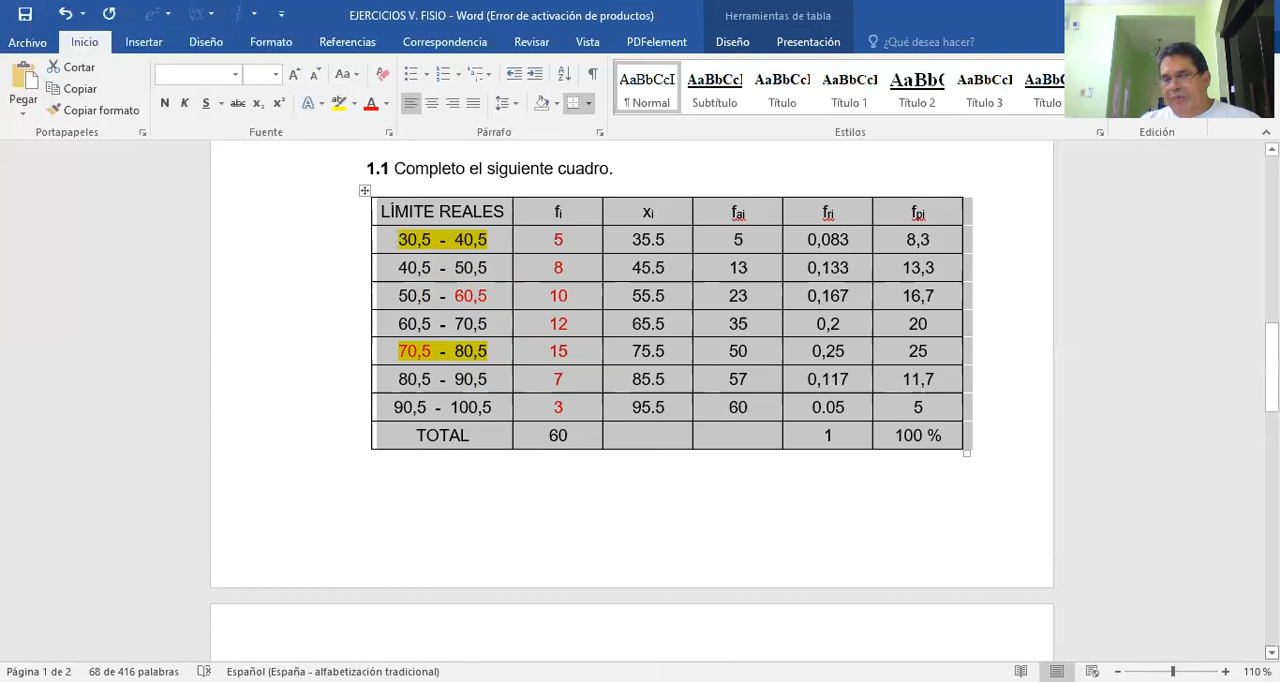 EJERCICIOS V. FISIO - Word (Error de activación de productos)
Herramientas de tabla
Archivo Inicio Insertar Diseño Formato Referencias Correspondencia Revisar Vista PDFelement Diseño Presentación ¿Qué desea hacer?
Pegar
Cortar
Copiar
Copiar formato
Aa
N K S abc x₂ x² A A
AaBbCcI AaBbCcl AaBbCcI AaBbCcI AaBb( AaBbCcI AaBbC
¶ Normal Subtítulo Título Título 1 Título 2 Título 3 Título
Portapapeles Fuente Párrafo Estilos Edición
1.1 Completo el siguiente cuadro.
LÍMITE REALES fi xi fai fri fpi
30,5 - 40,5 5 35.5 5 0,083 8,3
40,5 - 50,5 8 45.5 13 0,133 13,3
50,5 - 60,5 10 55.5 23 0,167 16,7
60,5 - 70,5 12 65.5 35 0,2 20
70,5 - 80,5 15 75.5 50 0,25 25
80,5 - 90,5 7 85.5 57 0,117 11,7
90,5 - 100,5 3 95.5 60 0.05 5
TOTAL 60 1 100 %
Página 1 de 2 68 de 416 palabras Español (España - alfabetización tradicional) 110 %